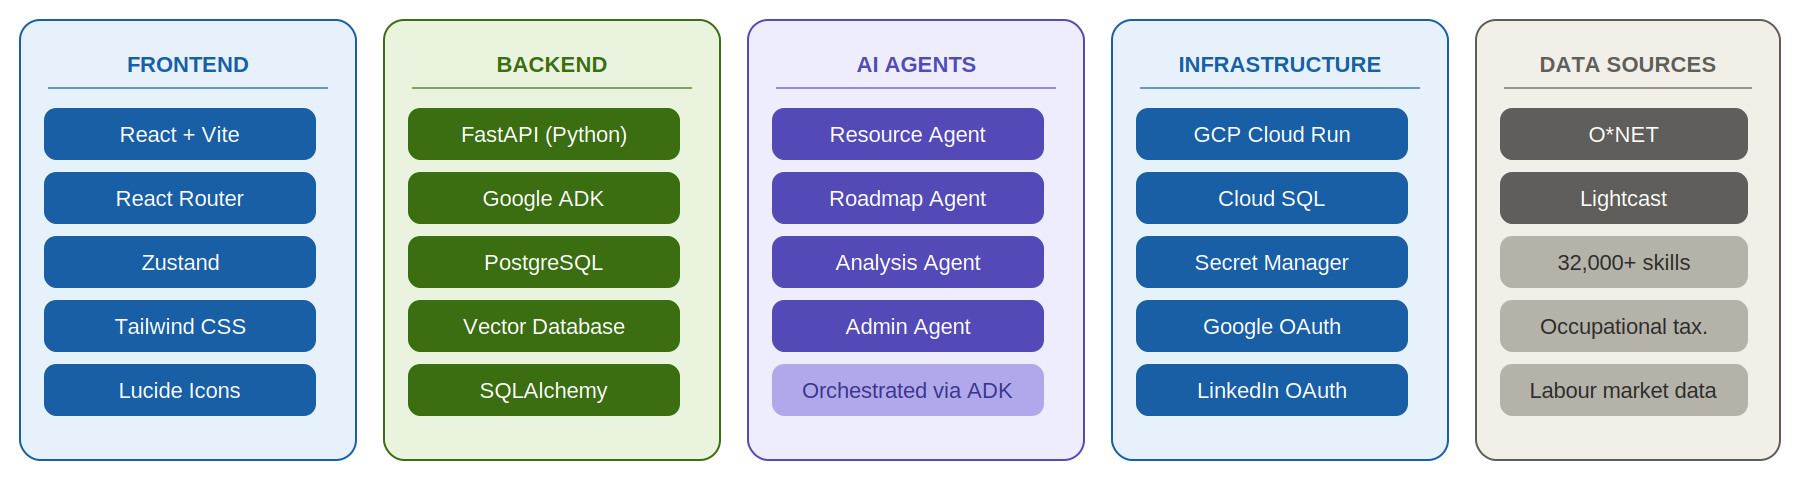 FRONTEND
React + Vite
React Router
Zustand
Tailwind CSS
Lucide Icons
BACKEND
FastAPI (Python)
Google ADK
PostgreSQL
Vector Database
SQLAlchemy
AI AGENTS
Resource Agent
Roadmap Agent
Analysis Agent
Admin Agent
Orchestrated via ADK
INFRASTRUCTURE
GCP Cloud Run
Cloud SQL
Secret Manager
Google OAuth
LinkedIn OAuth
DATA SOURCES
O*NET
Lightcast
32,000+ skills
Occupational tax.
Labour market data